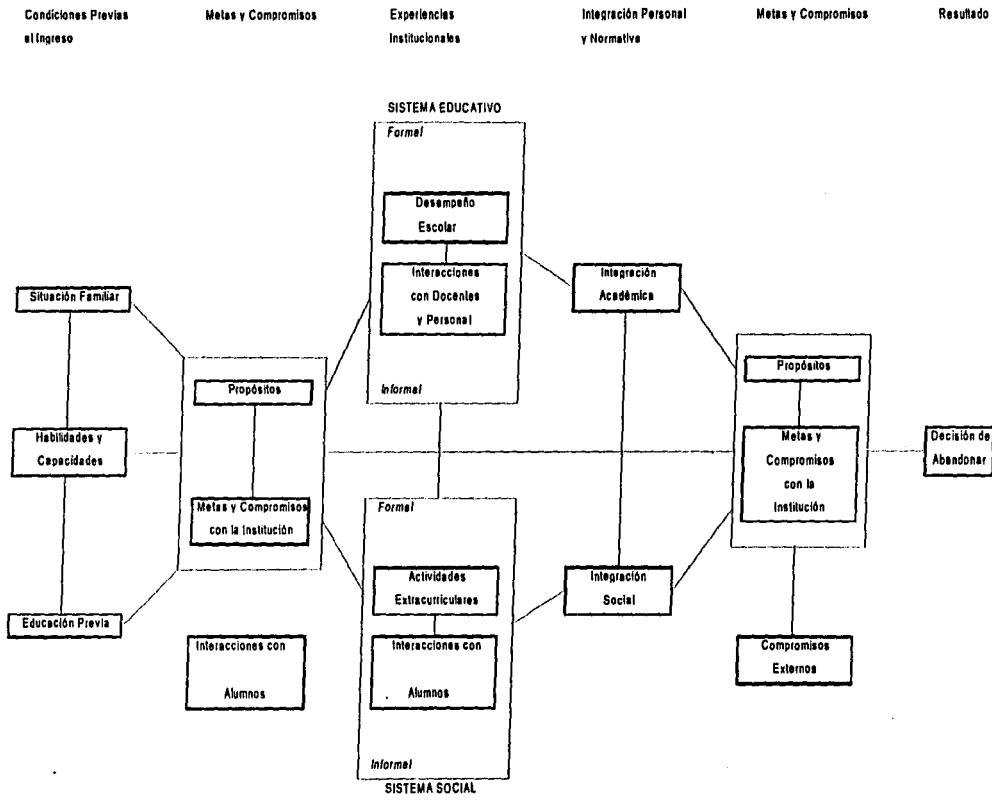 Condiciones Previas
al Ingreso
Metas y Compromisos
Experiencias
Institucionales
Integración Personal
y Normativa
Metas y Compromisos
Resultado
SISTEMA EDUCATIVO
Formal
Desempeño
Escolar
Interacciones
con Docentes
y Personal
Informal
Situación Familiar
Habilidades y
Capacidades
Educación Previa
Propósitos
Metas y Compromisos
con la Institución
Interacciones con
Alumnos
Formal
Actividades
Extracurriculares
Interacciones con
Alumnos
Informal
SISTEMA SOCIAL
Integración
Académica
Integración
Social
Propósitos
Metas y
Compromisos
con la
Institución
Compromisos
Externos
Decisión de
Abandonar